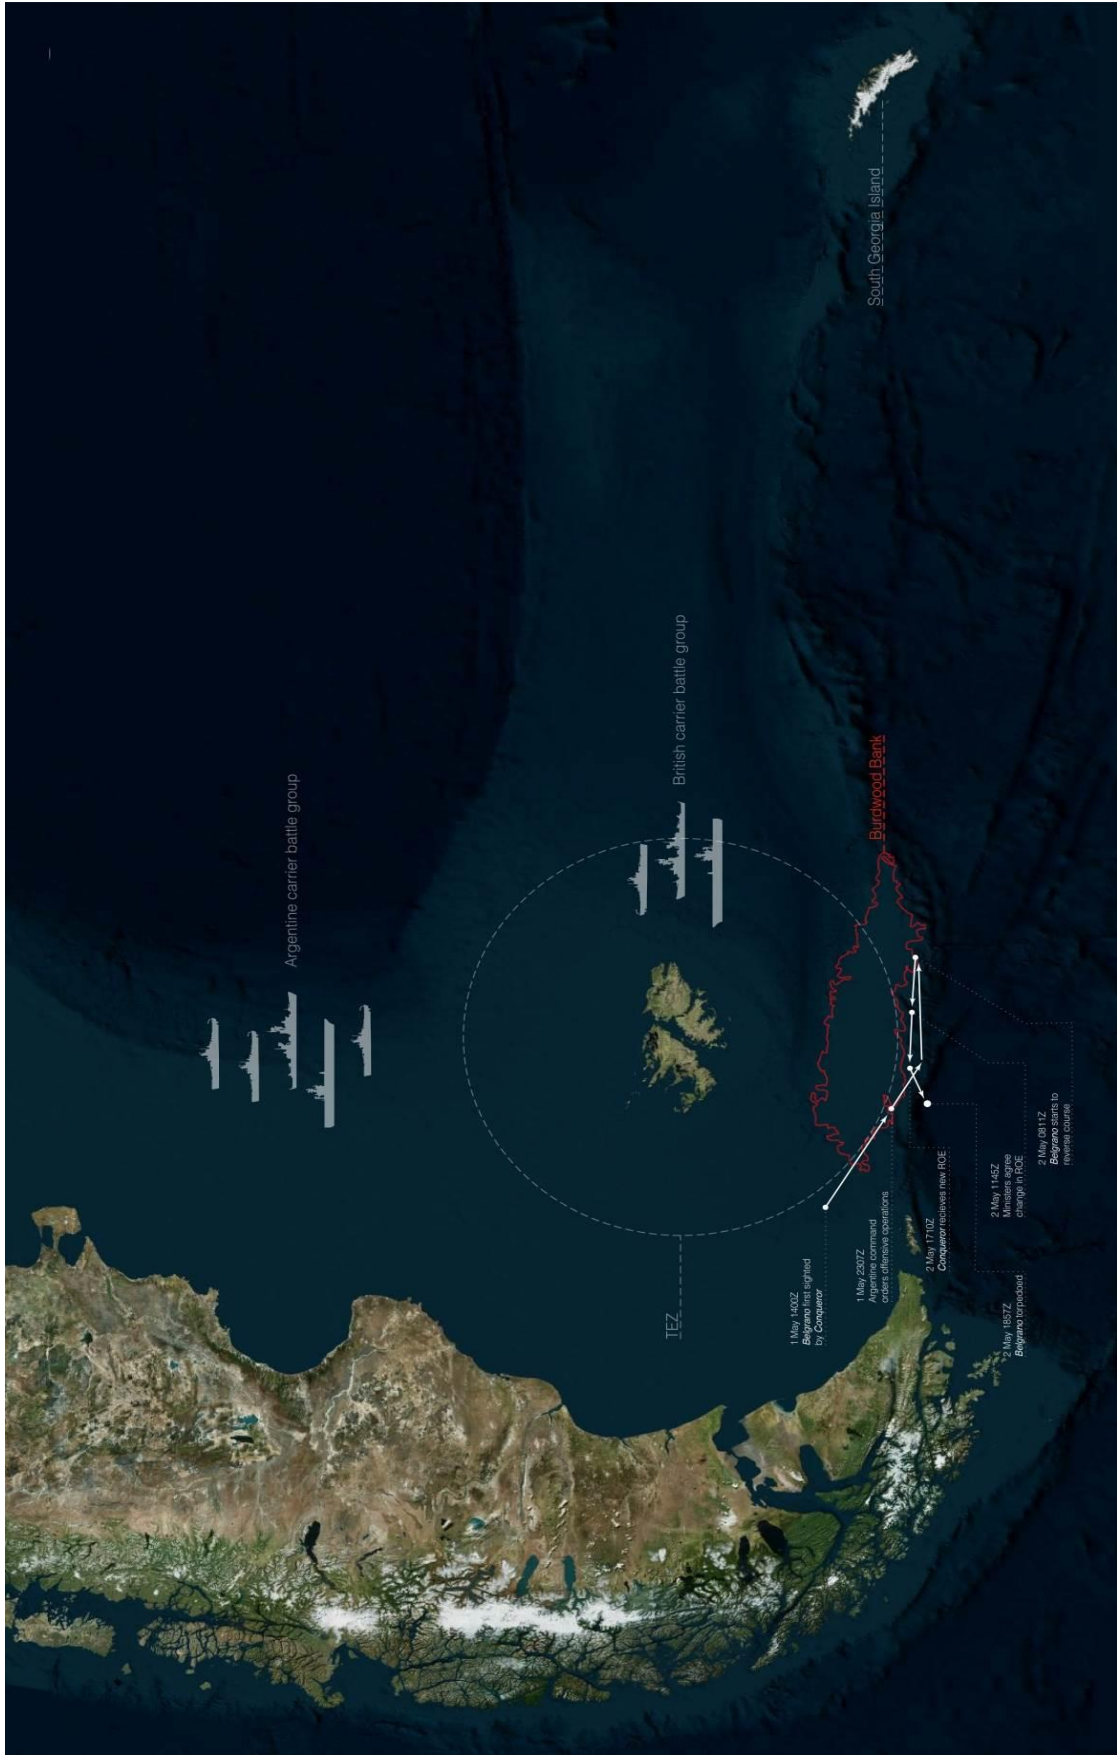 Argentine carrier battle group
British carrier battle group
South Georgia Island
Burdwood Bank
TEZ
1 May 1400Z
Belgrano first sighted
by Conqueror
1 May 2307Z
Argentine command
orders offensive operations
2 May 1710Z
Conqueror recieves new ROE
2 May 1857Z
Belgrano torpedoed
2 May 1145Z
Ministers agree
change in ROE
2 May 0811Z
Belgrano starts to
reverse course